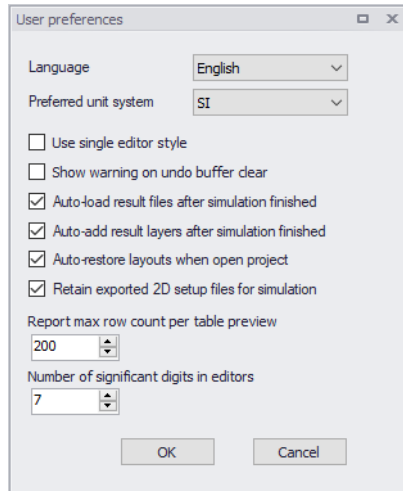 User preferences
Language English
Preferred unit system SI
Use single editor style
Show warning on undo buffer clear
Auto-load result files after simulation finished
Auto-add result layers after simulation finished
Auto-restore layouts when open project
Retain exported 2D setup files for simulation
Report max row count per table preview
200
Number of significant digits in editors
7
OK Cancel